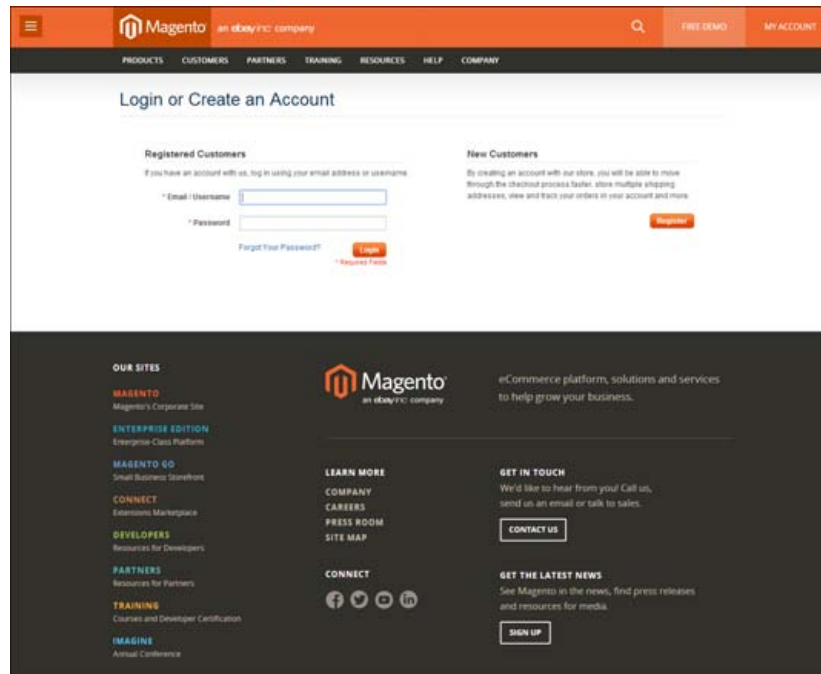 Magento an ebay inc company
FREE DEMO
MY ACCOUNT
PRODUCTS CUSTOMERS PARTNERS TRAINING RESOURCES HELP COMPANY
Login or Create an Account
Registered Customers
If you have an account with us, log in using your email address or username.
* Email / Username
* Password
Forgot Your Password?
Login
* Required Fields
New Customers
By creating an account with our store, you will be able to move
through the checkout process faster, store multiple shipping
addresses, view and track your orders in your account and more.
Register
OUR SITES
MAGENTO
Magento's Corporate Site
ENTERPRISE EDITION
Enterprise-Class Platform
MAGENTO GO
Small Business Storefront
CONNECT
Extensions Marketplace
DEVELOPERS
Resources for Developers
PARTNERS
Resources for Partners
TRAINING
Courses and Developer Certification
IMAGINE
Annual Conference
Magento
an ebay inc company
eCommerce platform, solutions and services
to help grow your business.
LEARN MORE
COMPANY
CAREERS
PRESS ROOM
SITE MAP
CONNECT
GET IN TOUCH
We'd like to hear from you! Call us,
send us an email or talk to sales.
CONTACT US
GET THE LATEST NEWS
See Magento in the news, find press releases
and resources for media.
SIGN UP